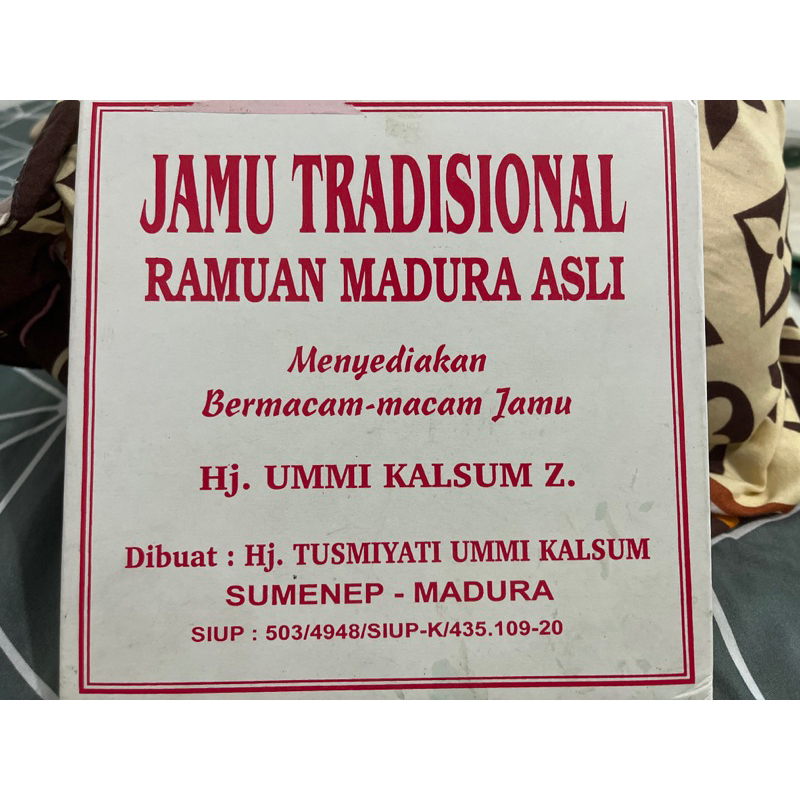 JAMU TRADISIONAL
RAMUAN MADURA ASLI
Menyediakan
Bermacam-macam Jamu
Hj. UMMI KALSUM Z.
Dibuat : Hj. TUSMIYATI UMMI KALSUM
SUMENEP - MADURA
SIUP : 503/4948/SIUP-K/435.109-20